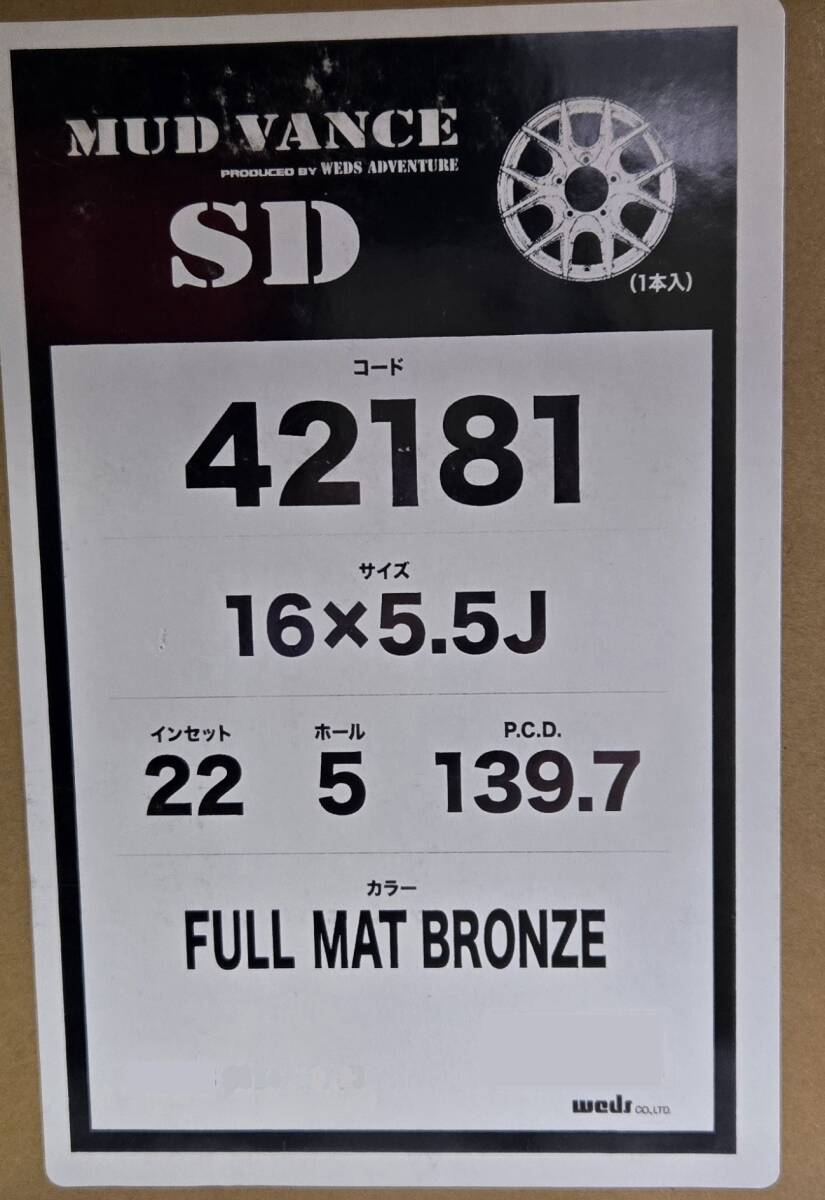 MUD VANCE
PRODUCED BY WEDS ADVENTURE
SD
(1本入)
コード
42181
サイズ
16×5.5J
インセット ホール P.C.D.
22 5 139.7
カラー
FULL MAT BRONZE
weds CO.,LTD.